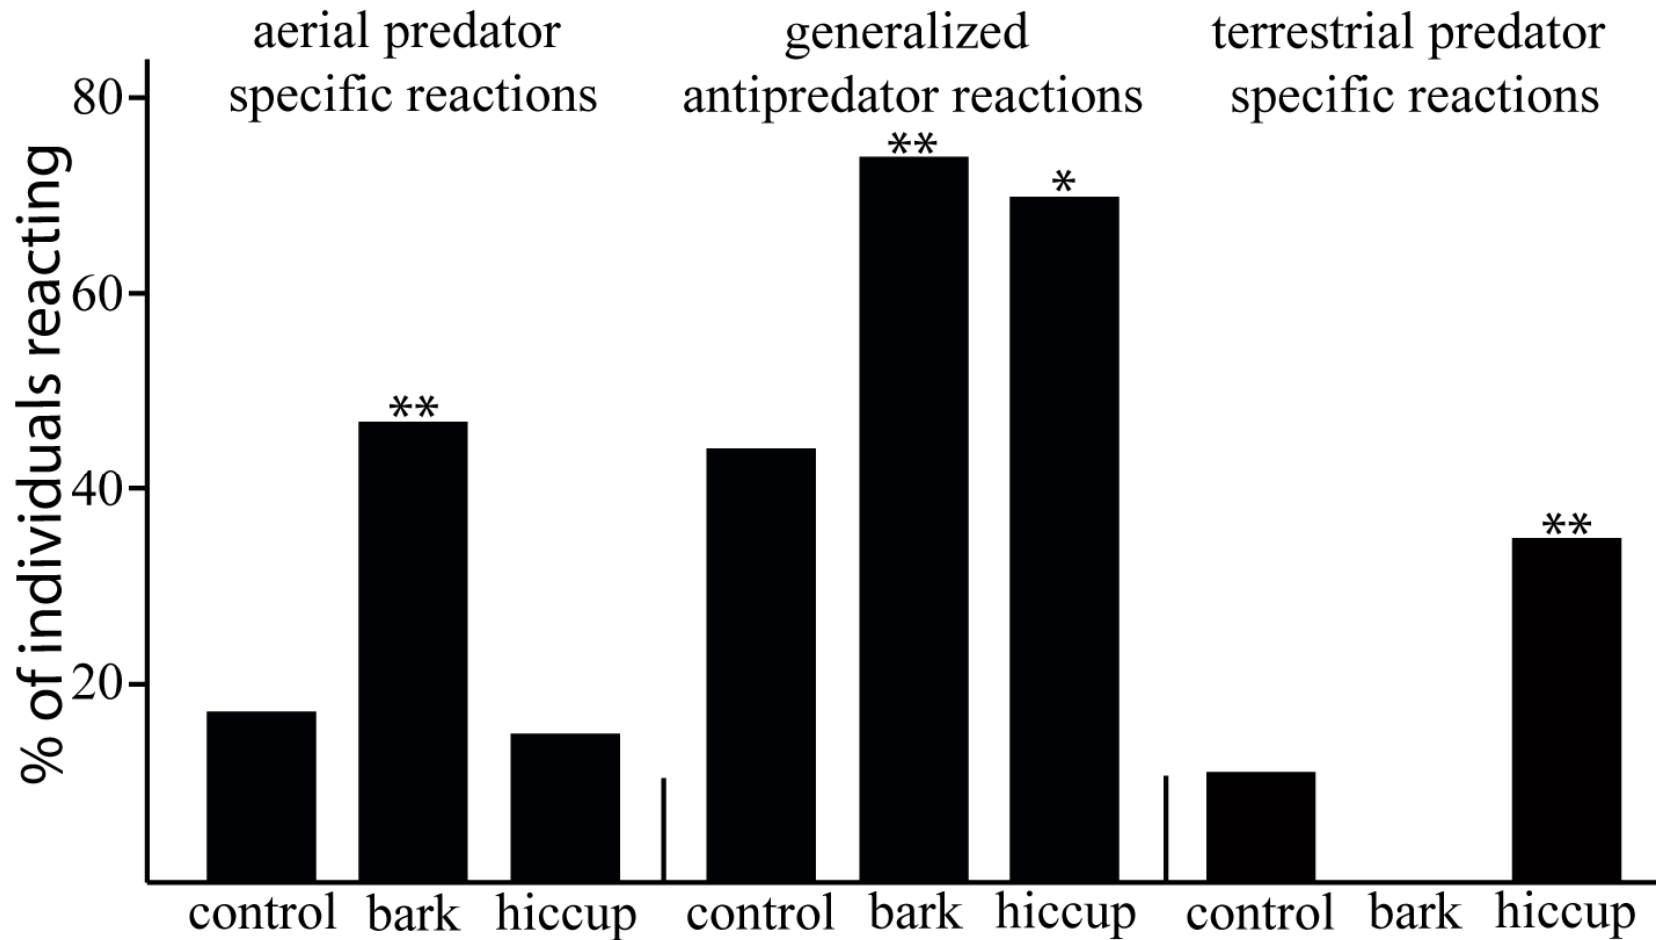 aerial predator
specific reactions
generalized
antipredator reactions
terrestrial predator
specific reactions
% of individuals reacting
80
60
40
20
**
**
*
**
control bark hiccup control bark hiccup control bark hiccup